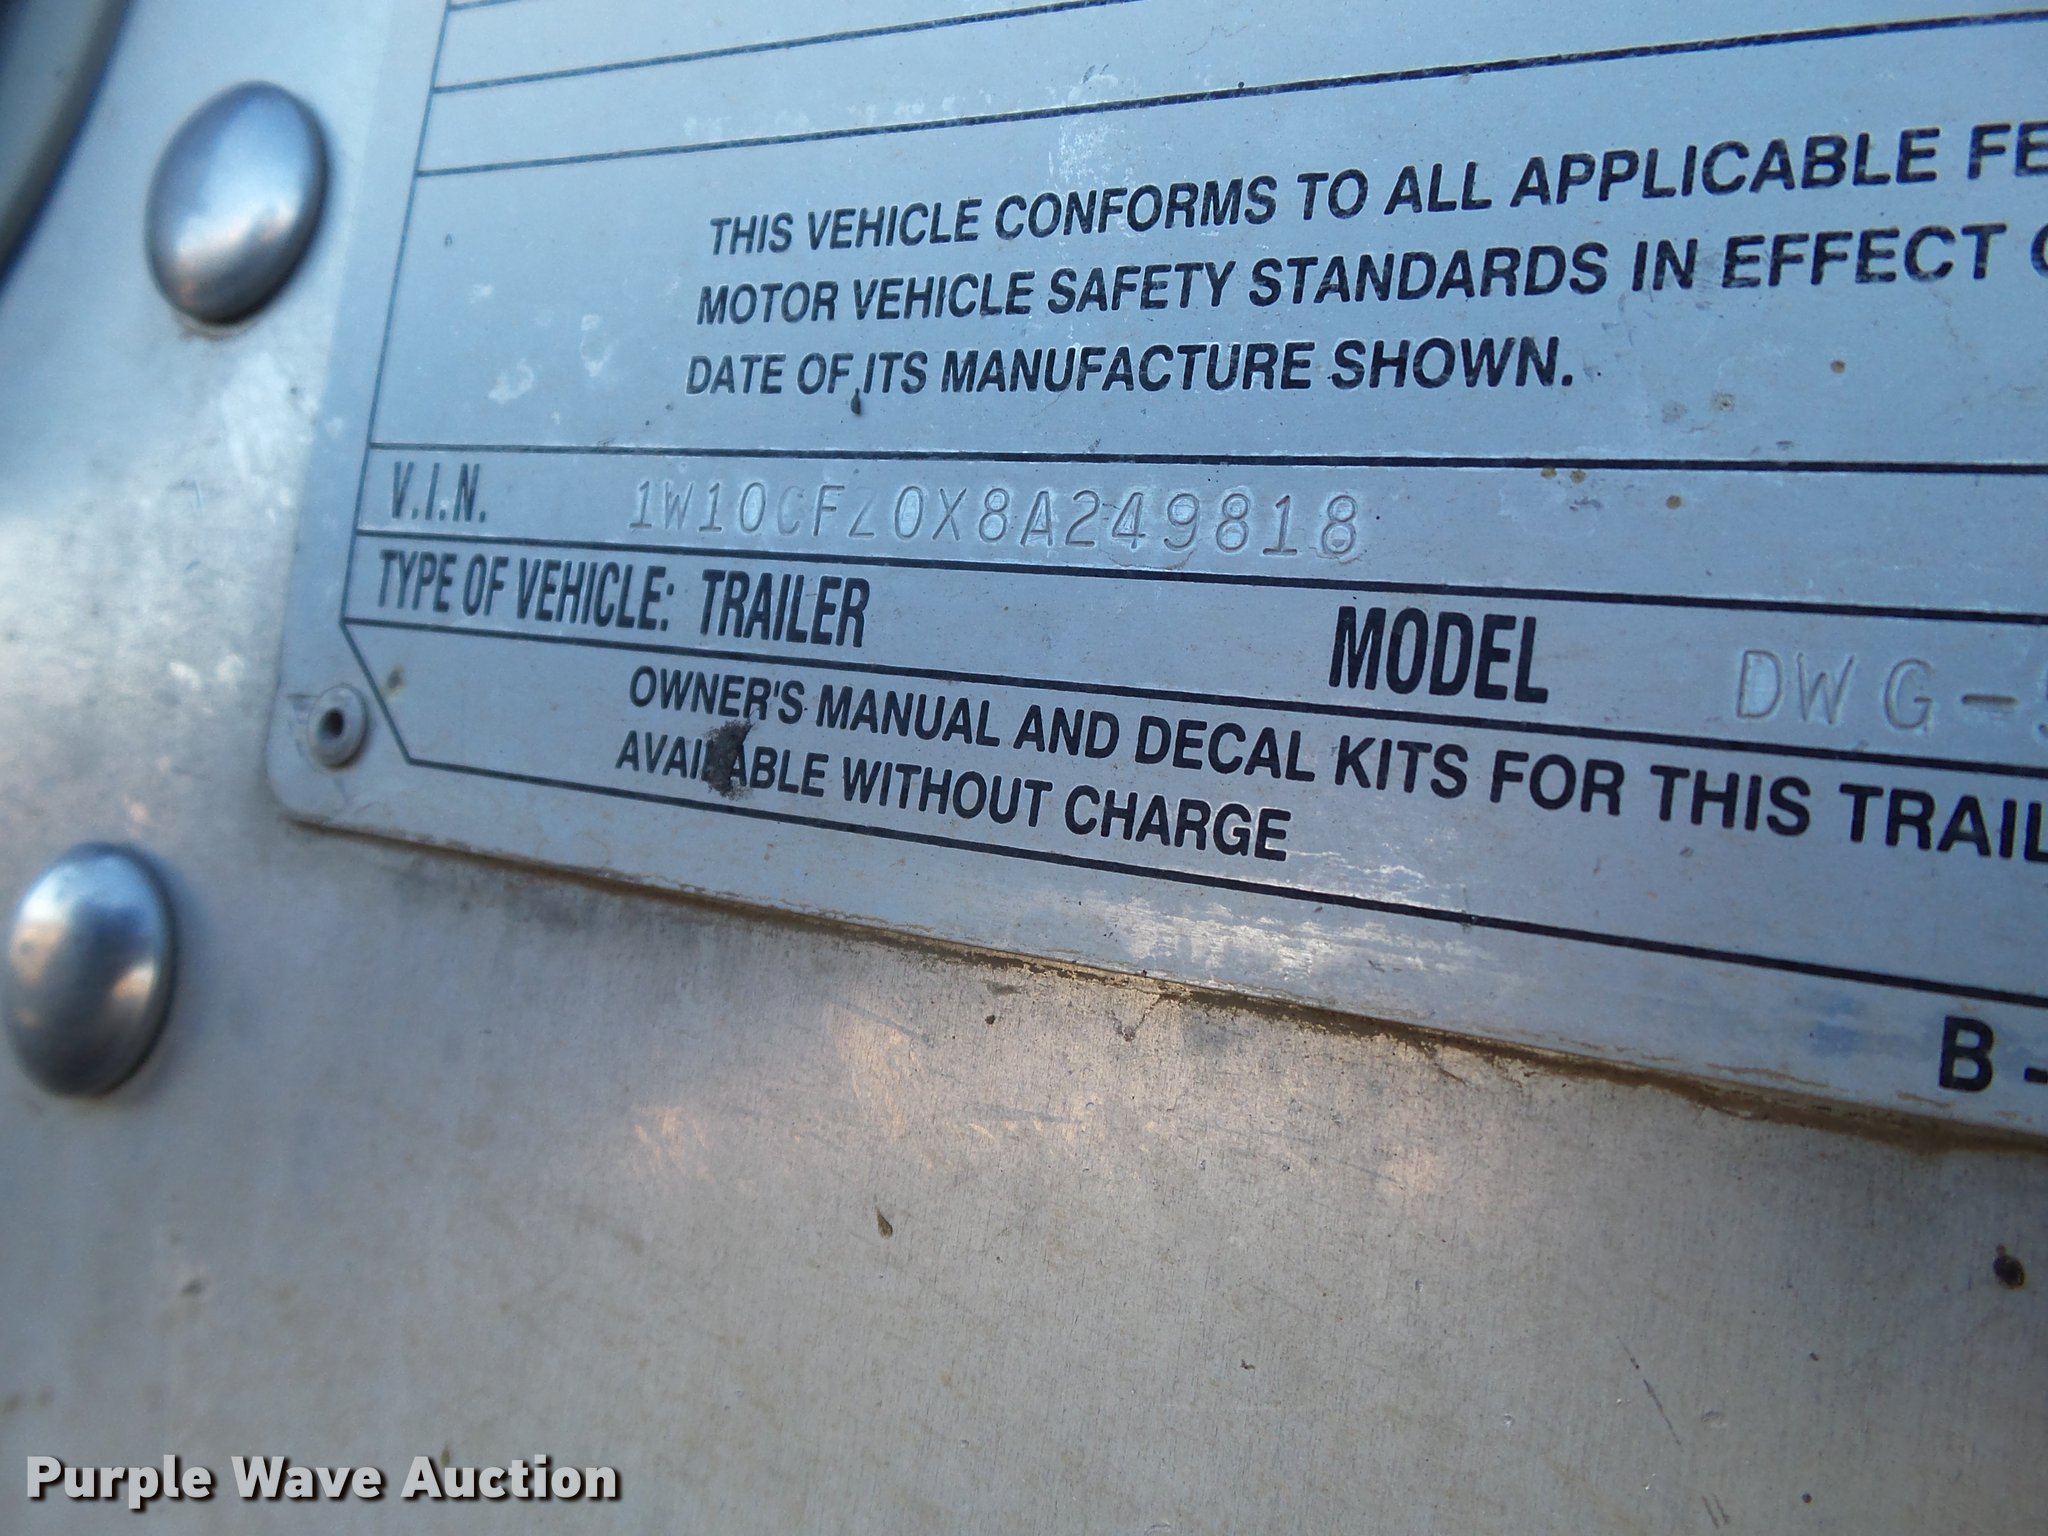 THIS VEHICLE CONFORMS TO ALL APPLICABLE FE
MOTOR VEHICLE SAFETY STANDARDS IN EFFECT
DATE OF ITS MANUFACTURE SHOWN.
V.I.N. 1W10CFZ0X8A249818
TYPE OF VEHICLE: TRAILER MODEL DWG-
OWNER'S MANUAL AND DECAL KITS FOR THIS TRAIL
AVAILABLE WITHOUT CHARGE
B-
Purple Wave Auction